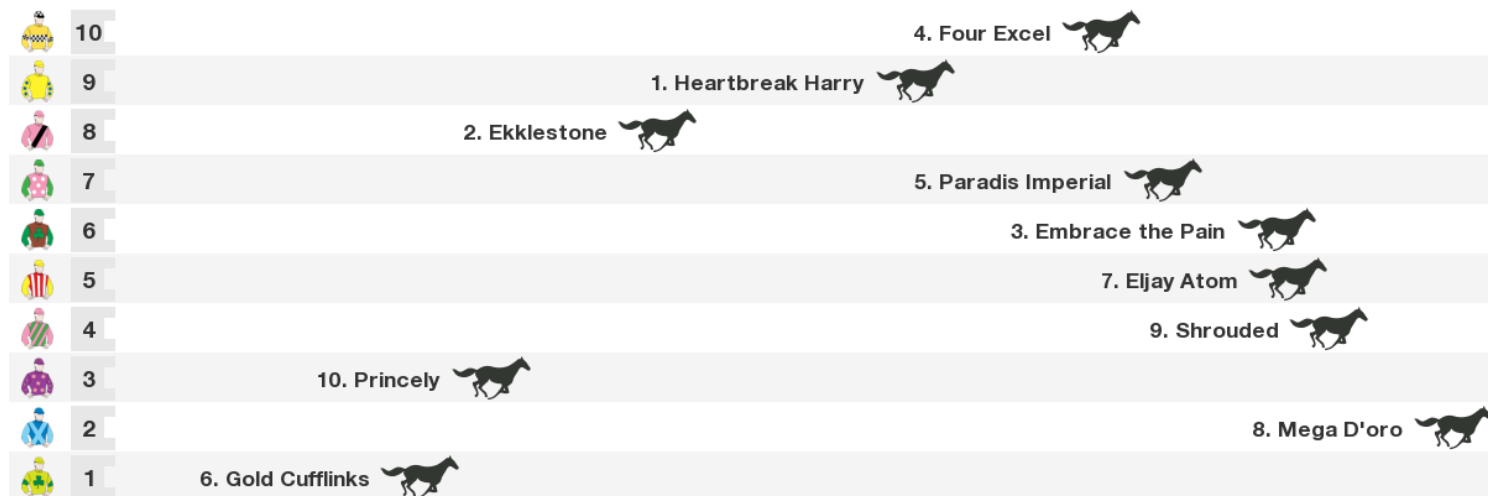 10 4. Four Excel
9 1. Heartbreak Harry
8 2. Ekklestone
7 5. Paradis Imperial
6 3. Embrace the Pain
5 7. Eljay Atom
4 9. Shrouded
3 10. Princely
2 8. Mega D'oro
1 6. Gold Cufflinks